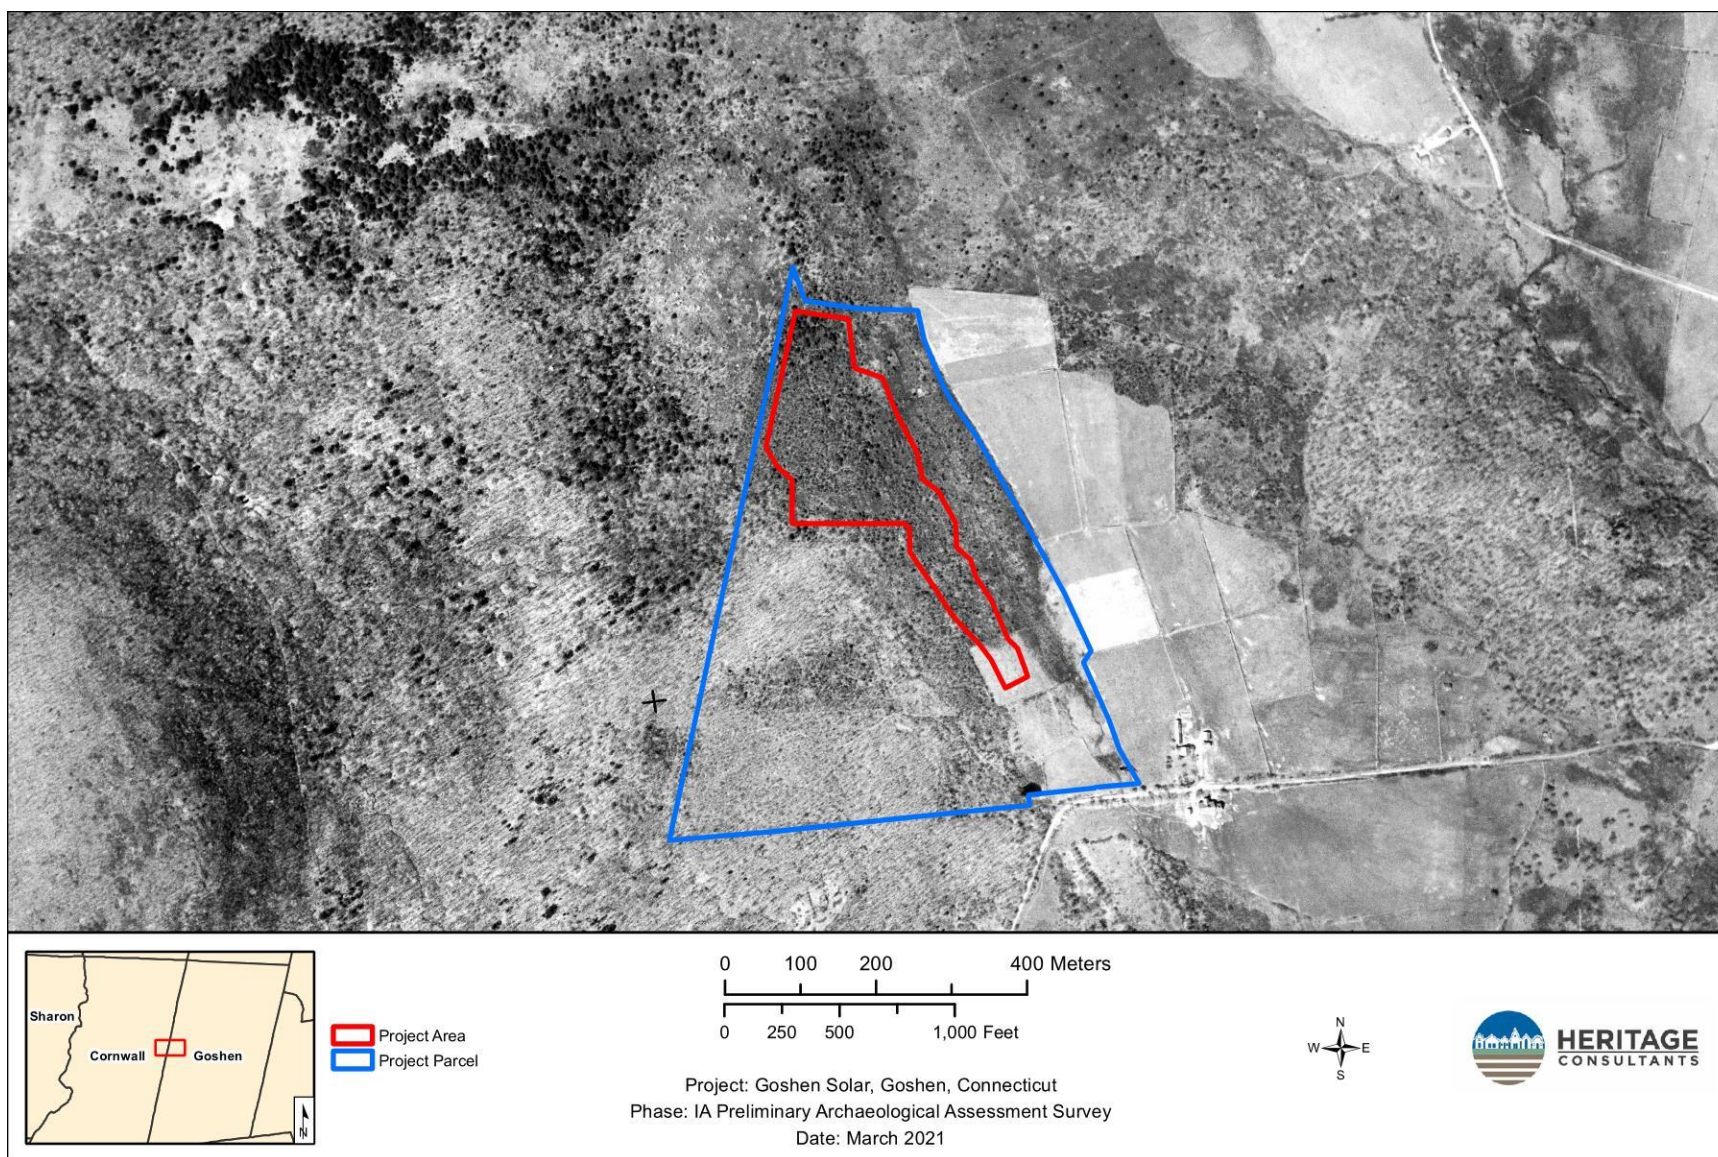 Sharon
Cornwall
Goshen
N
Project Area
Project Parcel
0 100 200 400 Meters
0 250 500 1,000 Feet
Project: Goshen Solar, Goshen, Connecticut
Phase: IA Preliminary Archaeological Assessment Survey
Date: March 2021
N
W E
S
HERITAGE
CONSULTANTS